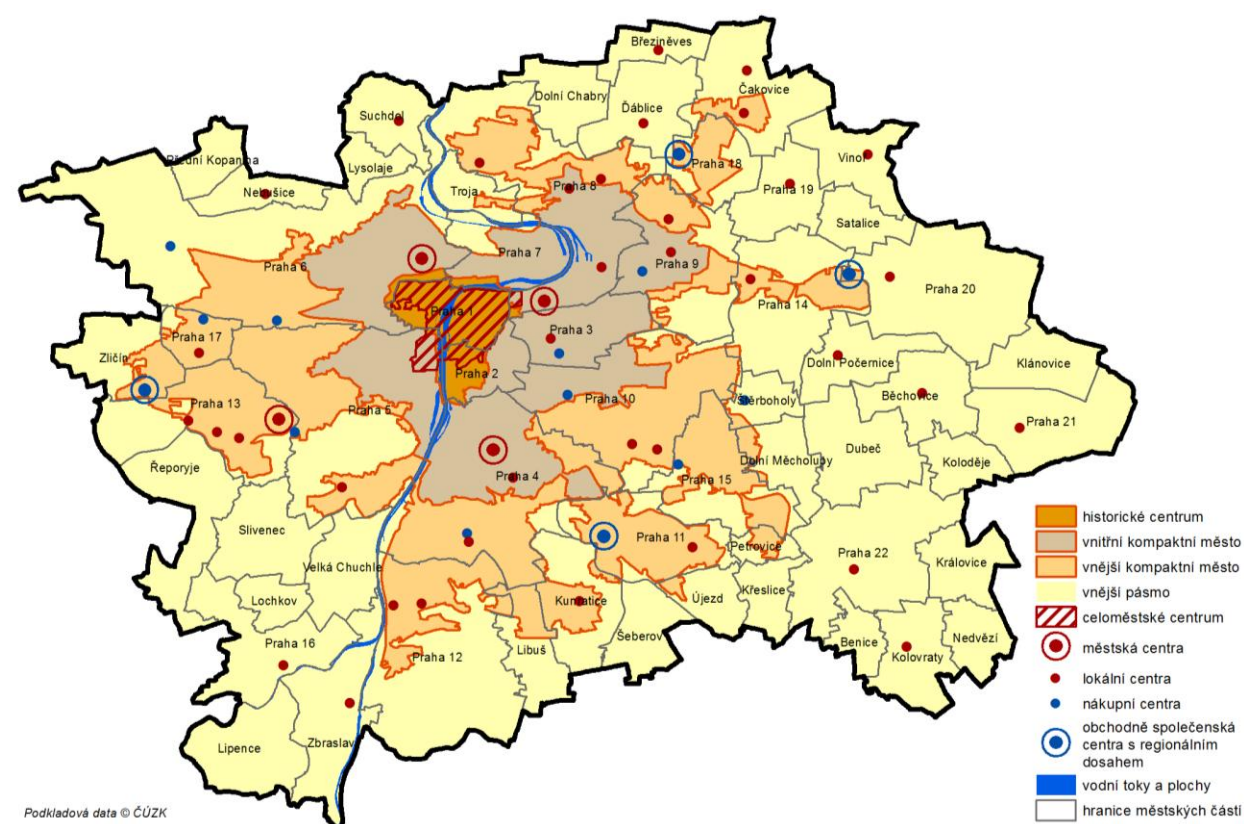 Březiněves
Čakovice
Dolní Chabry
Ďáblice
Suchdol
Přední Kopanina
Lysolaje
Nebušice
Praha 18
Vinoř
Troja
Praha 8
Praha 19
Satalice
Praha 7
Praha 9
Praha 6
Praha 20
Praha 14
Praha 1
Praha 3
Praha 17
Zličín
Dolní Počernice
Klánovice
Praha 2
Běchovice
Štěrboholy
Praha 13
Praha 5
Praha 10
Praha 21
Řeporyje
Dolní Měcholupy
Dubeč
Koloděje
Praha 4
Praha 15
Slivenec
Praha 11
Petrovice
Praha 22
Královice
Velká Chuchle
Lochkov
Kunratice
Újezd
Křeslice
Šeberov
Praha 16
Praha 12
Libuš
Benice
Kolovraty
Nedvězí
Lipence
Zbraslav
historické centrum
vnitřní kompaktní město
vnější kompaktní město
vnější pásmo
celoměstské centrum
městská centra
lokální centra
nákupní centra
obchodně společenská
centra s regionálním
dosahem
vodní toky a plochy
hranice městských částí
Podkladová data © ČÚZK